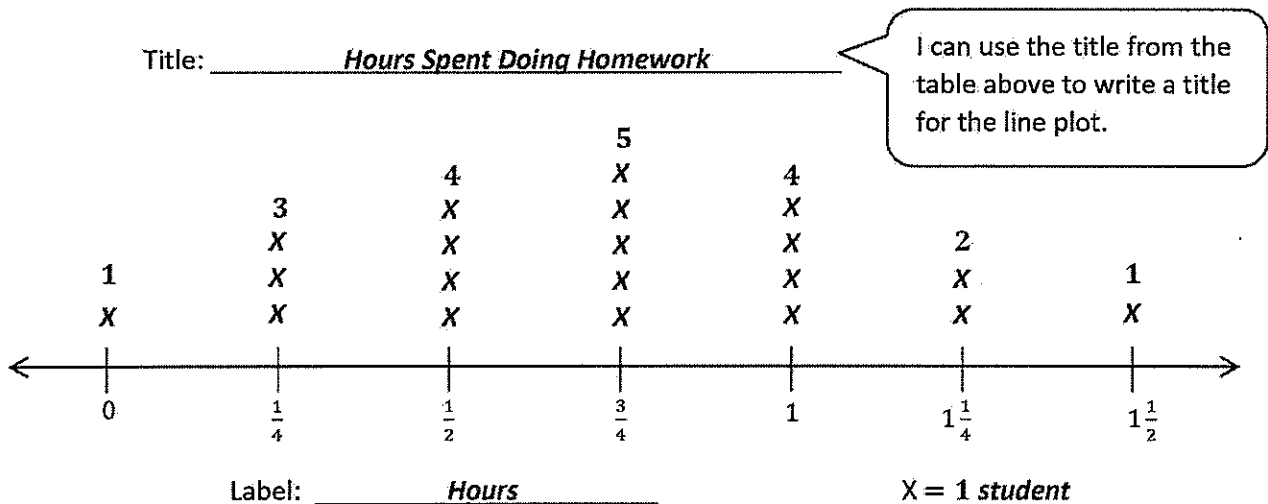 Title: Hours Spent Doing Homework
I can use the title from the
table above to write a title
for the line plot.
5
4 X 4
3 X X X
X X X X 2
1 X X X X X 1
X X X X X X X
0 1/4 1/2 3/4 1 1 1/4 1 1/2
Label: Hours X = 1 student